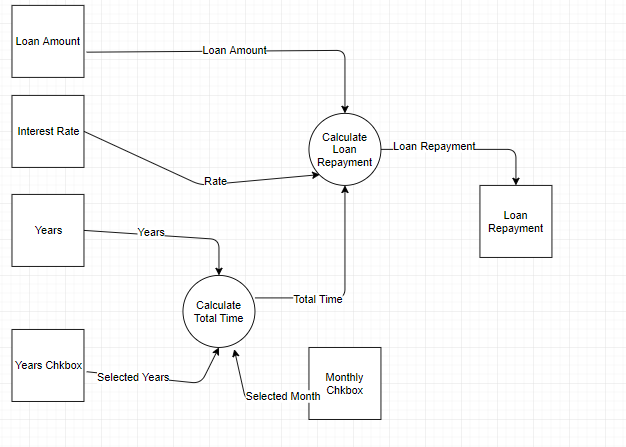 Loan Amount
Loan Amount
Interest Rate
Calculate
Loan
Repayment
Loan Repayment
Rate
Years
Years
Loan
Repayment
Calculate
Total Time
Total Time
Years Chkbox
Selected Years
Monthly
Chkbox
Selected Month